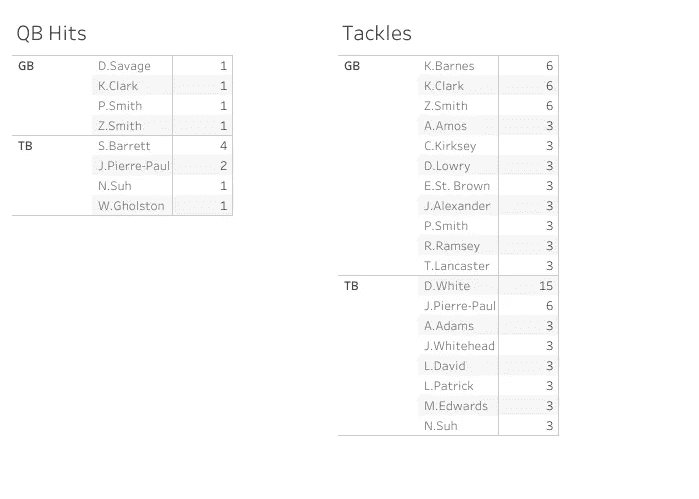 QB Hits
GB D.Savage 1
K.Clark 1
P.Smith 1
Z.Smith 1
TB S.Barrett 4
J.Pierre-Paul 2
N.Suh 1
W.Gholston 1
Tackles
GB K.Barnes 6
K.Clark 6
Z.Smith 6
A.Amos 3
C.Kirksey 3
D.Lowry 3
E.St. Brown 3
J.Alexander 3
P.Smith 3
R.Ramsey 3
T.Lancaster 3
TB D.White 15
J.Pierre-Paul 6
A.Adams 3
J.Whitehead 3
L.David 3
L.Patrick 3
M.Edwards 3
N.Suh 3